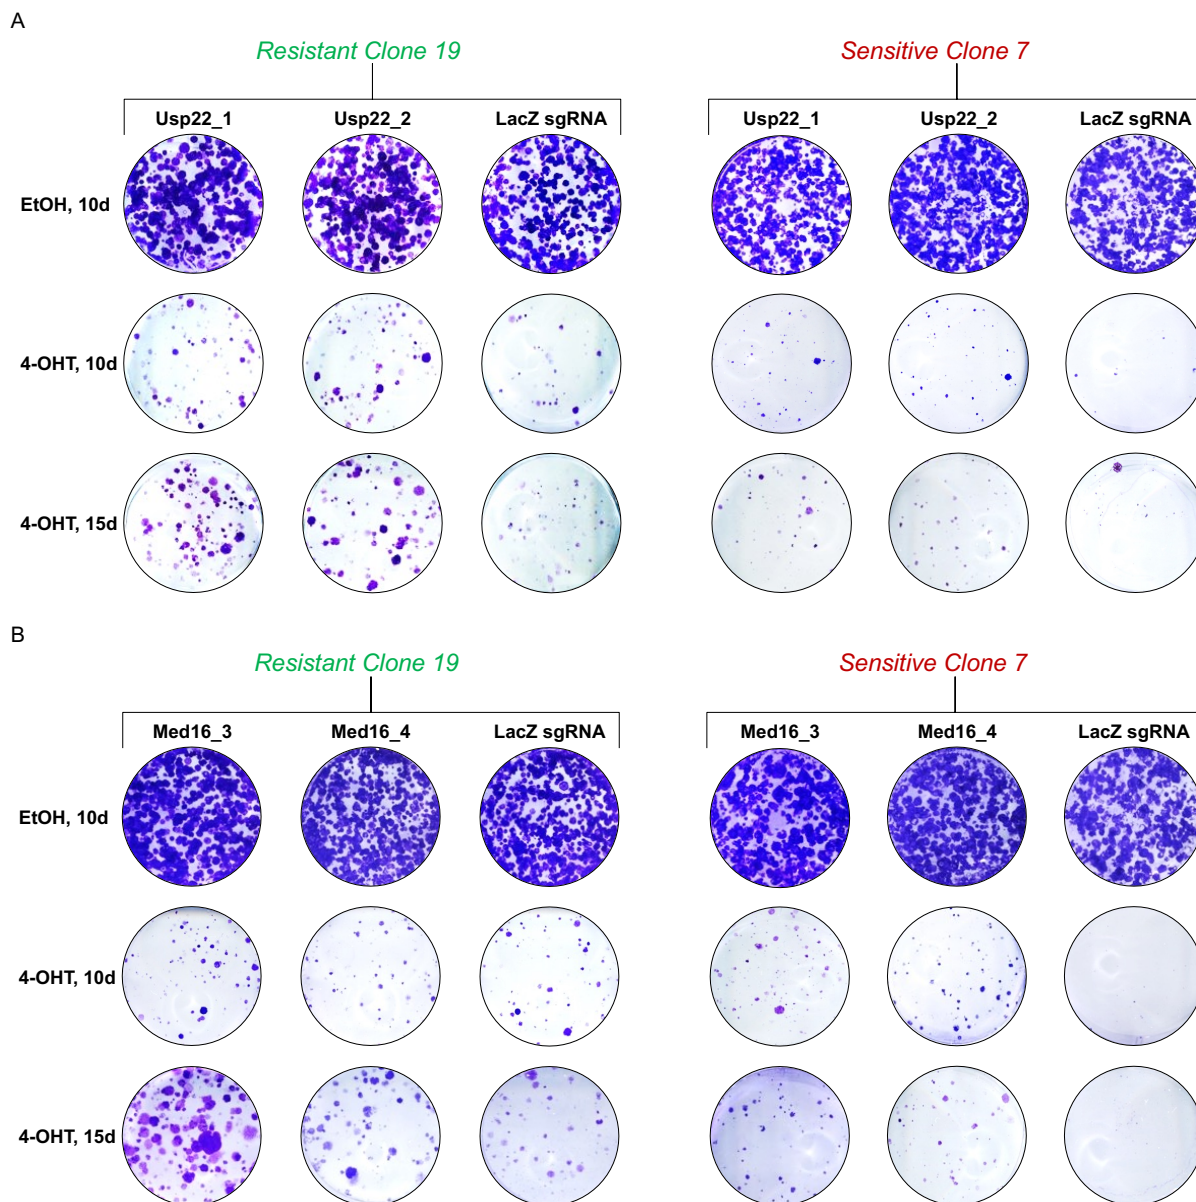 A
Resistant Clone 19 Sensitive Clone 7
Usp22_1 Usp22_2 LacZ sgRNA Usp22_1 Usp22_2 LacZ sgRNA
EtOH, 10d
4-OHT, 10d
4-OHT, 15d
B
Resistant Clone 19 Sensitive Clone 7
Med16_3 Med16_4 LacZ sgRNA Med16_3 Med16_4 LacZ sgRNA
EtOH, 10d
4-OHT, 10d
4-OHT, 15d